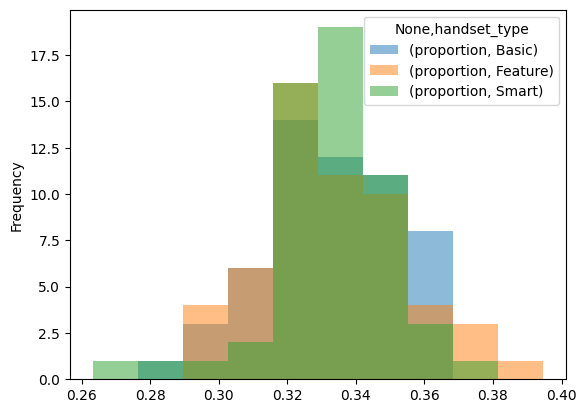 None,handset_type
(proportion, Basic)
(proportion, Feature)
(proportion, Smart)
Frequency
17.5
15.0
12.5
10.0
7.5
5.0
2.5
0.0
0.26 0.28 0.30 0.32 0.34 0.36 0.38 0.40